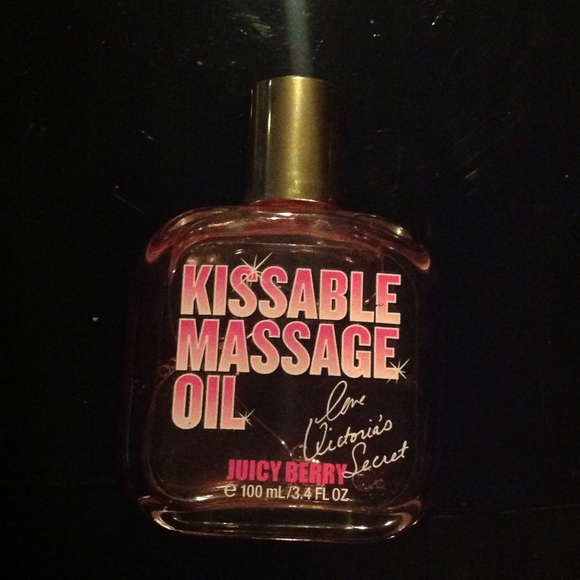 KISSABLE
MASSAGE
OIL
Love
Victoria's
Secret
JUICY BERRY
℮ 100 mL/3.4 FL OZ